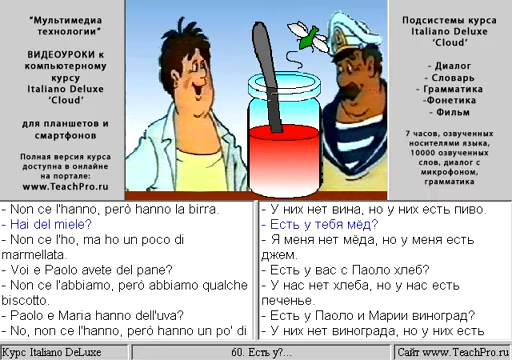 "Мультимедиа
технологии"
ВИДЕОУРОКИ к
компьютерному
курсу
Italiano Deluxe
'Cloud'
для планшетов и
смартфонов
Полная версия курса
доступна в онлайне
на портале:
www.TeachPro.ru
Подсистемы курса
Italiano Deluxe
'Cloud'
- Диалог
- Словарь
- Грамматика
-Фонетика
- Фильм
7 часов, озвученных
носителями языка,
10000 озвученных
слов, диалог с
микрофоном,
грамматика
- Non ce l'hanno, però hanno la birra.
- Hai del miele?
- Non ce l'ho, ma ho un poco di
marmellata.
- Voi e Paolo avete del pane?
- Non ce l'abbiamo, però abbiamo qualche
biscotto.
- Paolo e Maria hanno dell'uva?
- No, non ce l'hanno, però hanno un po' di
- У них нет вина, но у них есть пиво.
- Есть у тебя мёд?
- Я меня нет мёда, но у меня есть
джем.
- Есть у вас с Паоло хлеб?
- У нас нет хлеба, но у нас есть
печенье.
- Есть у Паоло и Марии виноград?
- У них нет винограда, но у них есть
Курс Italiano DeLuxe
60. Есть у?...
Сайт www.TeachPro.ru